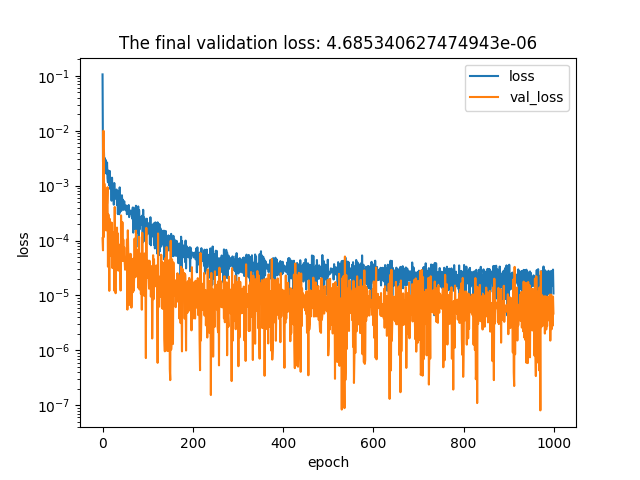 The final validation loss: 4.685340627474943e-06
loss
val_loss
10⁻¹
10⁻²
10⁻³
10⁻⁴
10⁻⁵
10⁻⁶
10⁻⁷
loss
0 200 400 600 800 1000
epoch